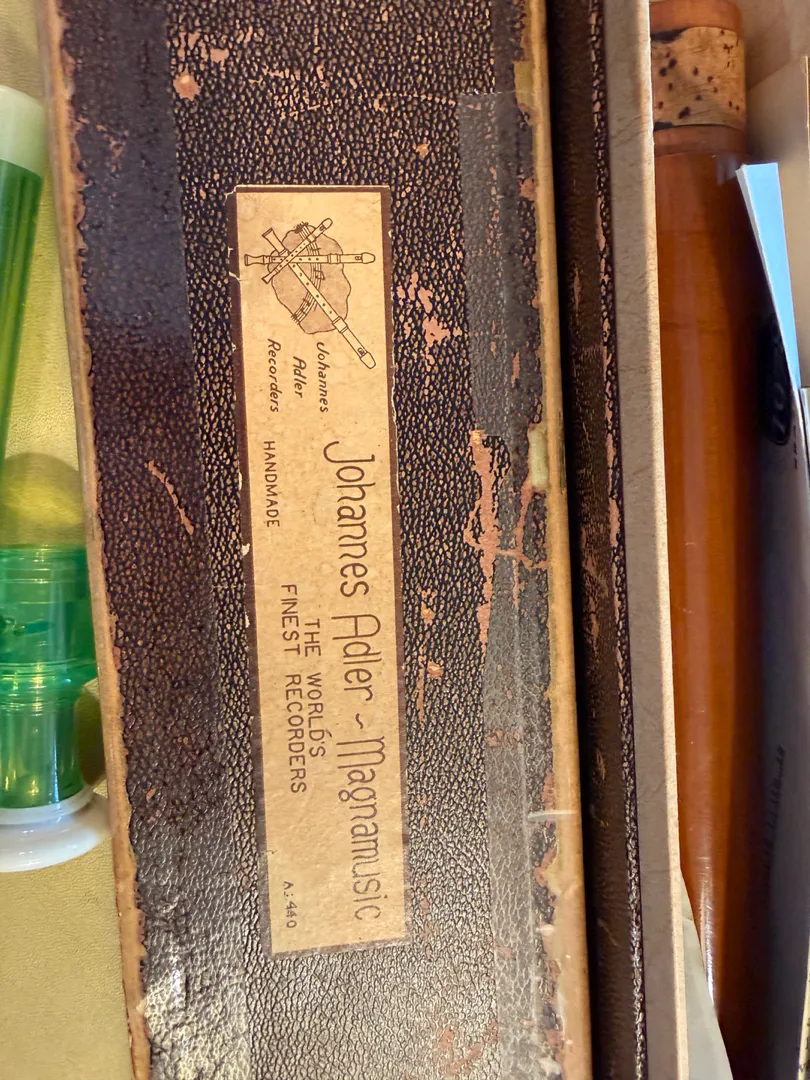 Johannes
Adler
Recorders
HANDMADE
Johannes Adler ~ Magnamusic
THE WORLD'S
FINEST RECORDERS
A:440